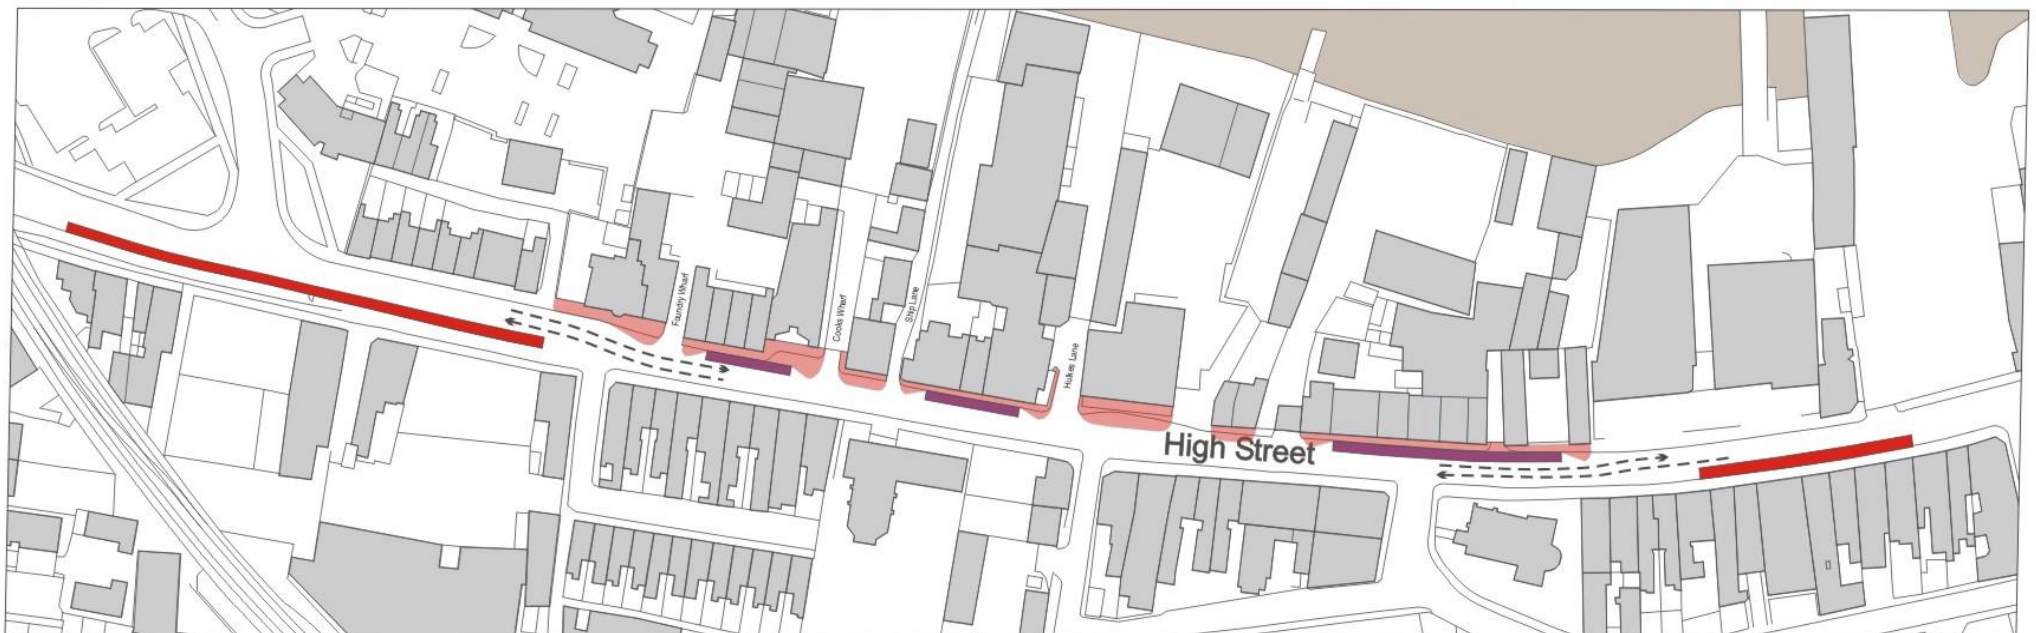 Foundry Wharf
Cooks Wharf
Ship Lane
Hulkes Lane
High Street